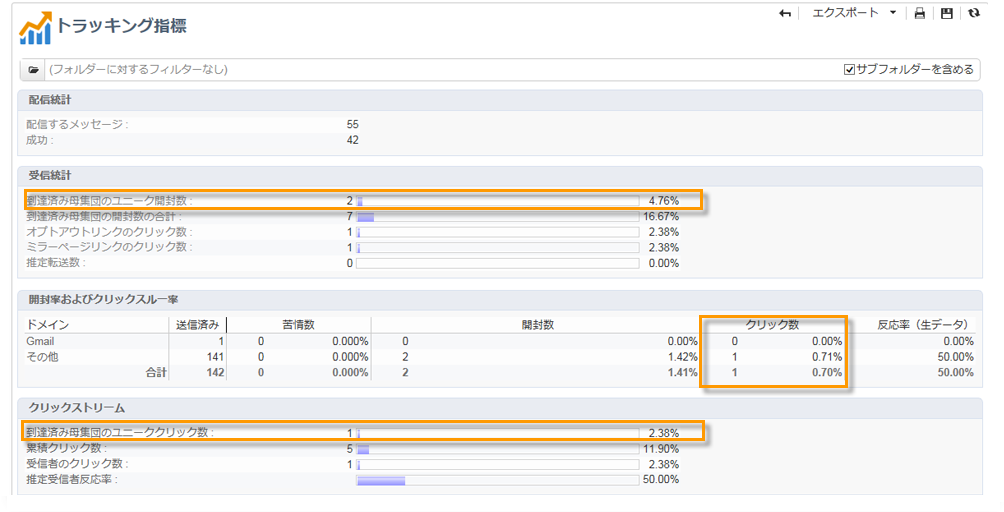 トラッキング指標
エクスポート
(フォルダーに対するフィルターなし)
サブフォルダーを含める
配信統計
配信するメッセージ : 55
成功 : 42
受信統計
到達済み母集団のユニーク開封数 : 2 4.76%
到達済み母集団の開封数の合計 : 7 16.67%
オプトアウトリンクのクリック数 : 1 2.38%
ミラーページリンクのクリック数 : 1 2.38%
推定転送数 : 0 0.00%
開封率およびクリックスルー率
ドメイン 送信済み 苦情数 開封数 クリック数 反応率（生データ）
Gmail 1 0 0.000% 0 0.00% 0 0.00% 0.00%
その他 141 0 0.000% 2 1.42% 1 0.71% 50.00%
合計 142 0 0.000% 2 1.41% 1 0.70% 50.00%
クリックストリーム
到達済み母集団のユニーククリック数 : 1 2.38%
累積クリック数 : 5 11.90%
受信者のクリック数 : 1 2.38%
推定受信者反応率 : 50.00%